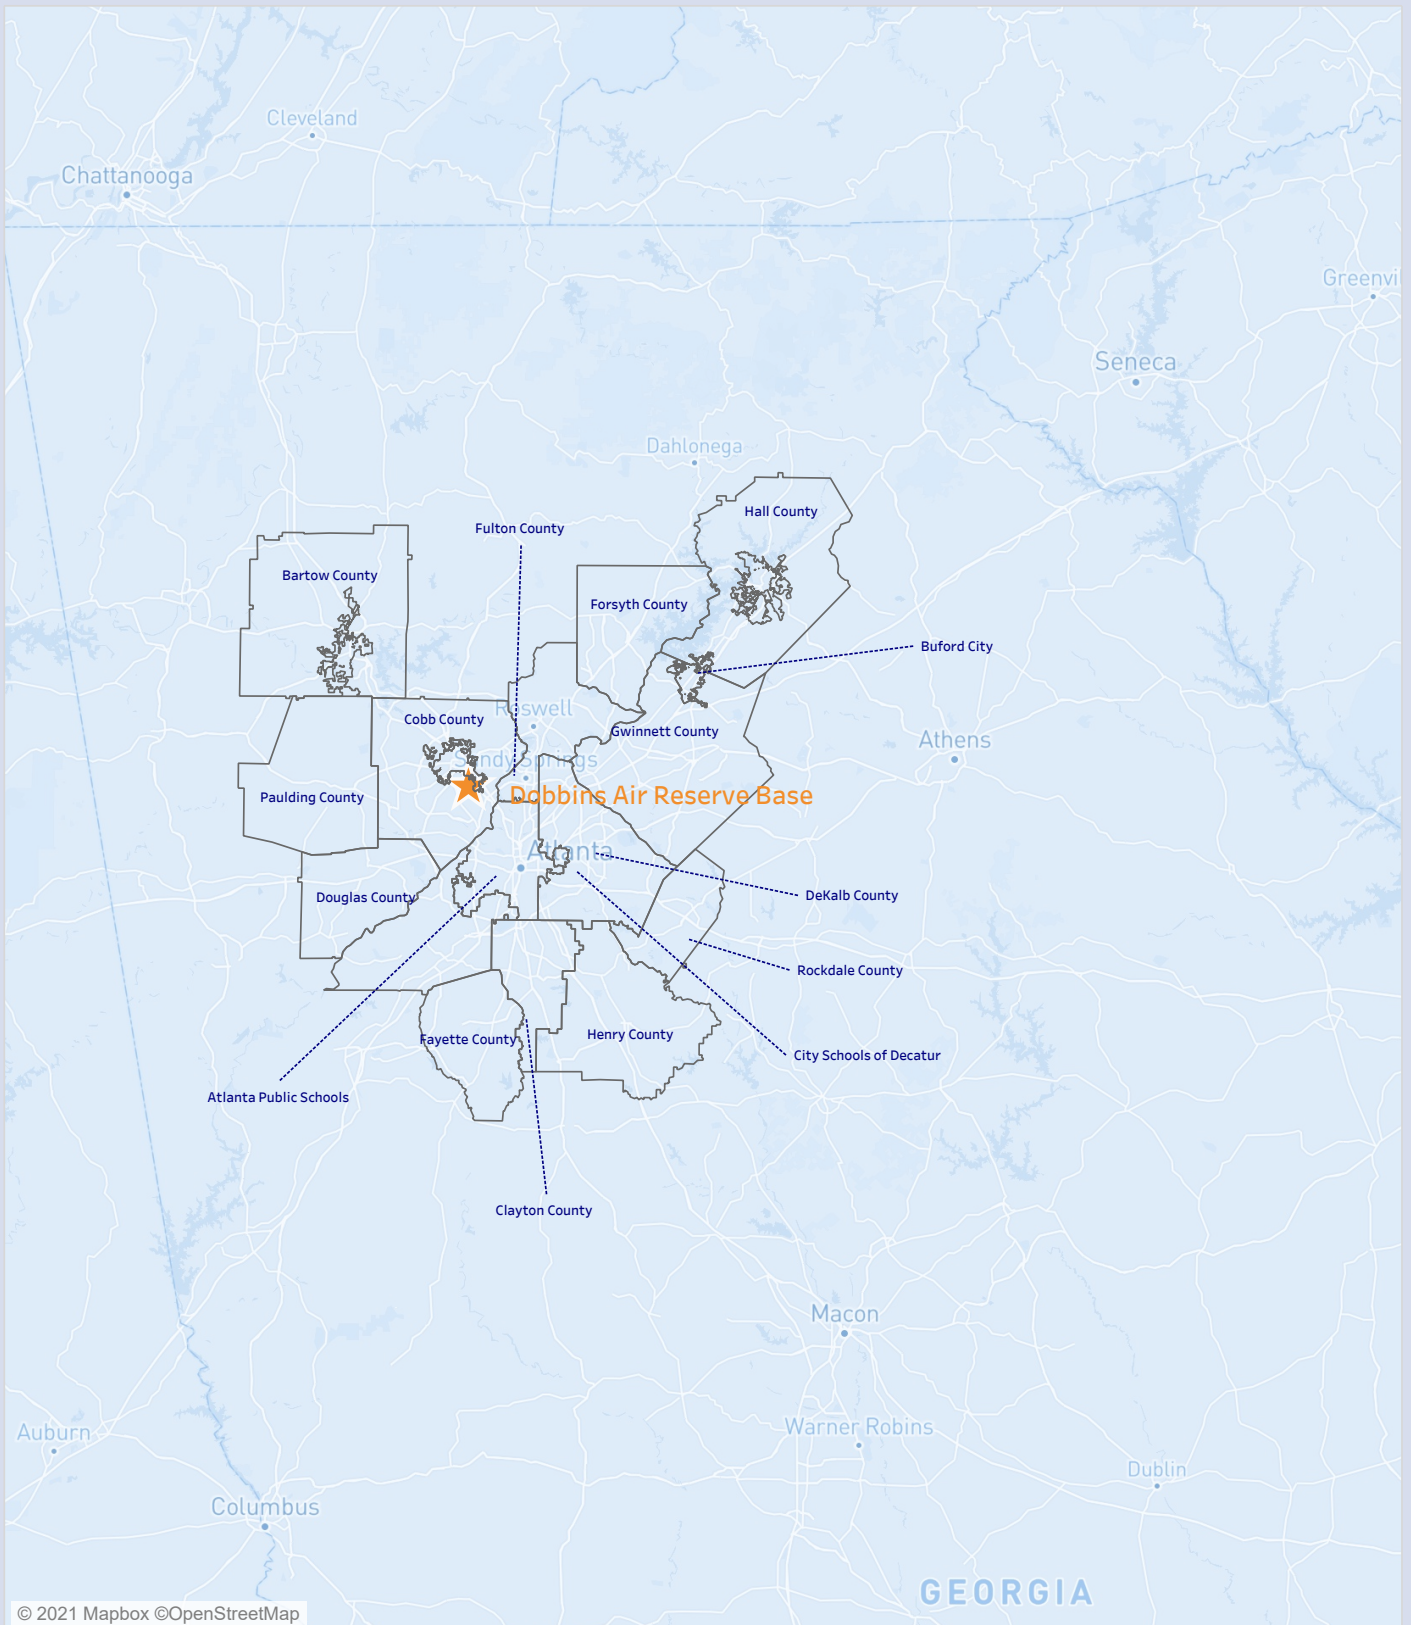 Cleveland
Chattanooga
Greenvil
Seneca
Dahlonega
Hall County
Fulton County
Bartow County
Forsyth County
Buford City
Roswell
Cobb County
Gwinnett County
Athens
Sandy Springs
Dobbins Air Reserve Base
Paulding County
Atlanta
Douglas County
DeKalb County
Rockdale County
Henry County
Fayette County
City Schools of Decatur
Atlanta Public Schools
Clayton County
Macon
Warner Robins
Auburn
Dublin
Columbus
GEORGIA
© 2021 Mapbox ©OpenStreetMap